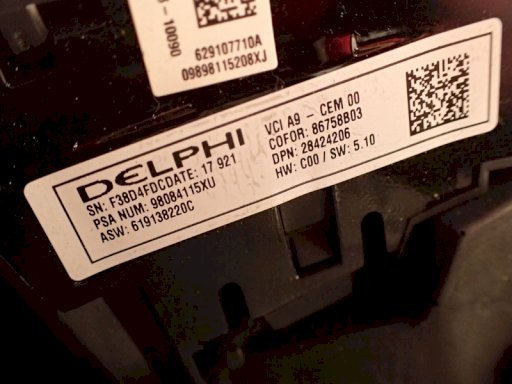 - 10090
629107710A
09898115208XJ
DELPHI
SN: F38D4FDCDATE: 17 921
PSA NUM: 98084115XU
ASW: 619138220C
VCI A9 - CEM 00
COFOR: 86758B03
DPN: 28424206
HW: C00 / SW: 5.10